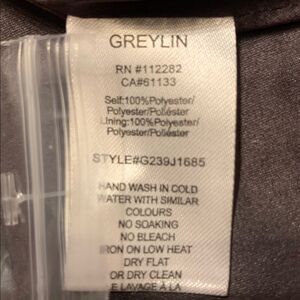 GREYLIN
RN #112282
CA#61133
Self:100%Polyester/
Polyester/Poliéster
Lining:100%Polyester/
Polyester/Poliéster
STYLE#G239J1685
HAND WASH IN COLD
WATER WITH SIMILAR
COLOURS
NO SOAKING
NO BLEACH
IRON ON LOW HEAT
DRY FLAT
OR DRY CLEAN
E LAVAGE À LA